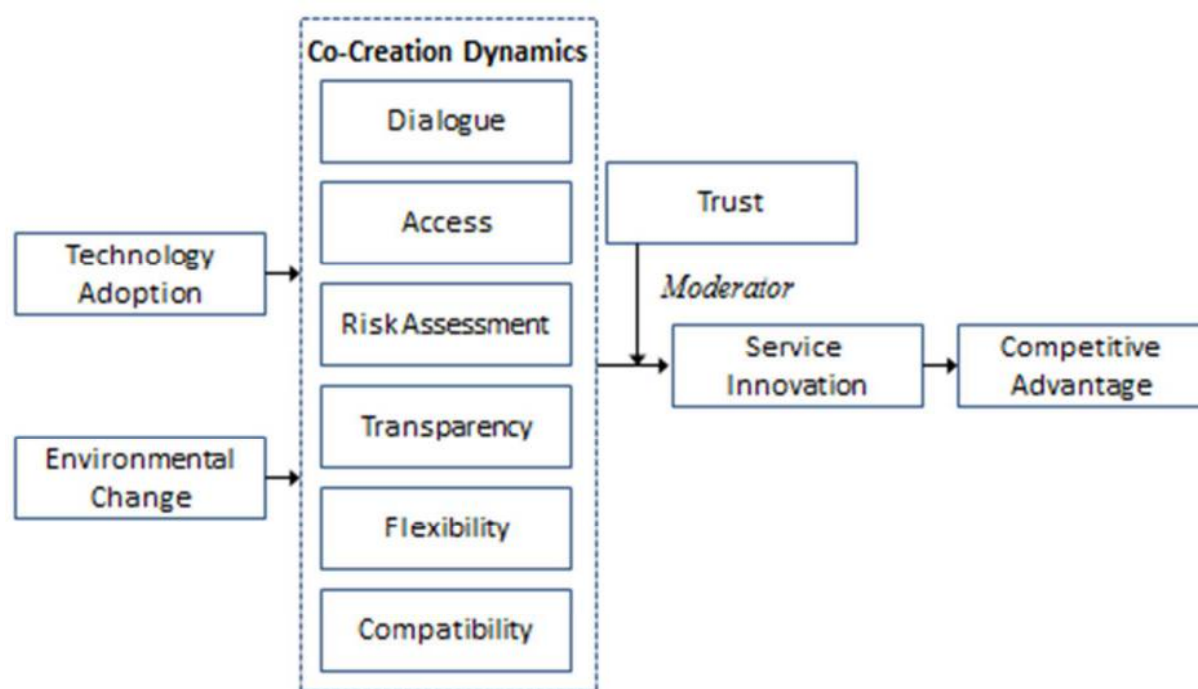 Co-Creation Dynamics
Dialogue
Access
Risk Assessment
Transparency
Flexibility
Compatibility
Technology
Adoption
Environmental
Change
Trust
Moderator
Service
Innovation
Competitive
Advantage